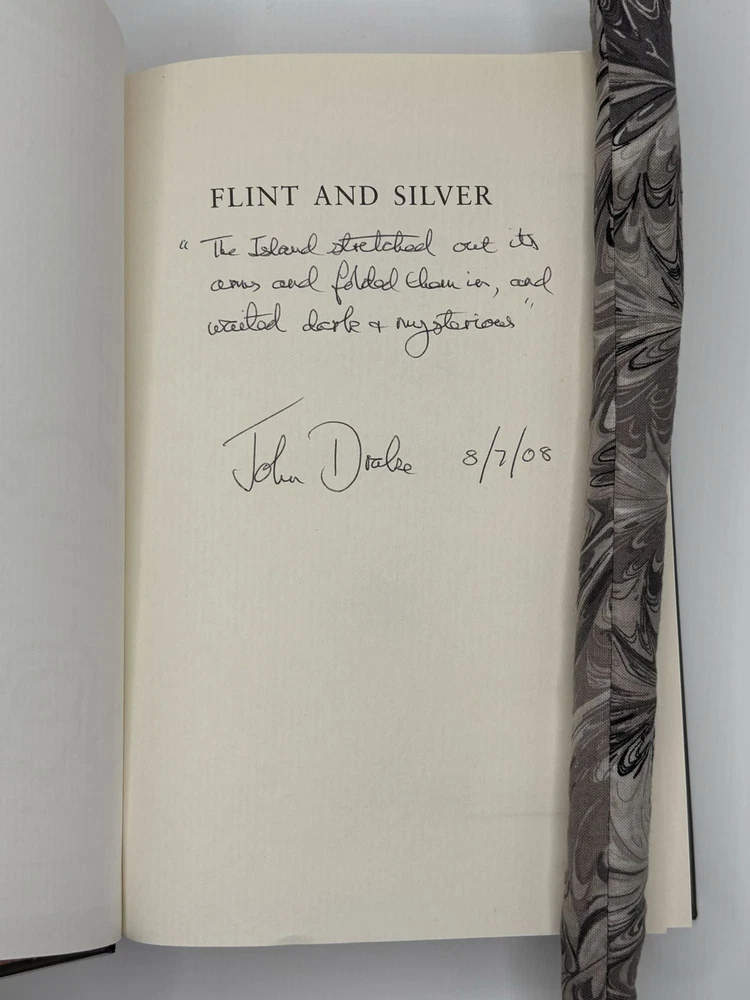 FLINT AND SILVER
“ The Island stretched out its
arms and folded them in, and
waited dark + mysterious ”
John Drake 8/7/08